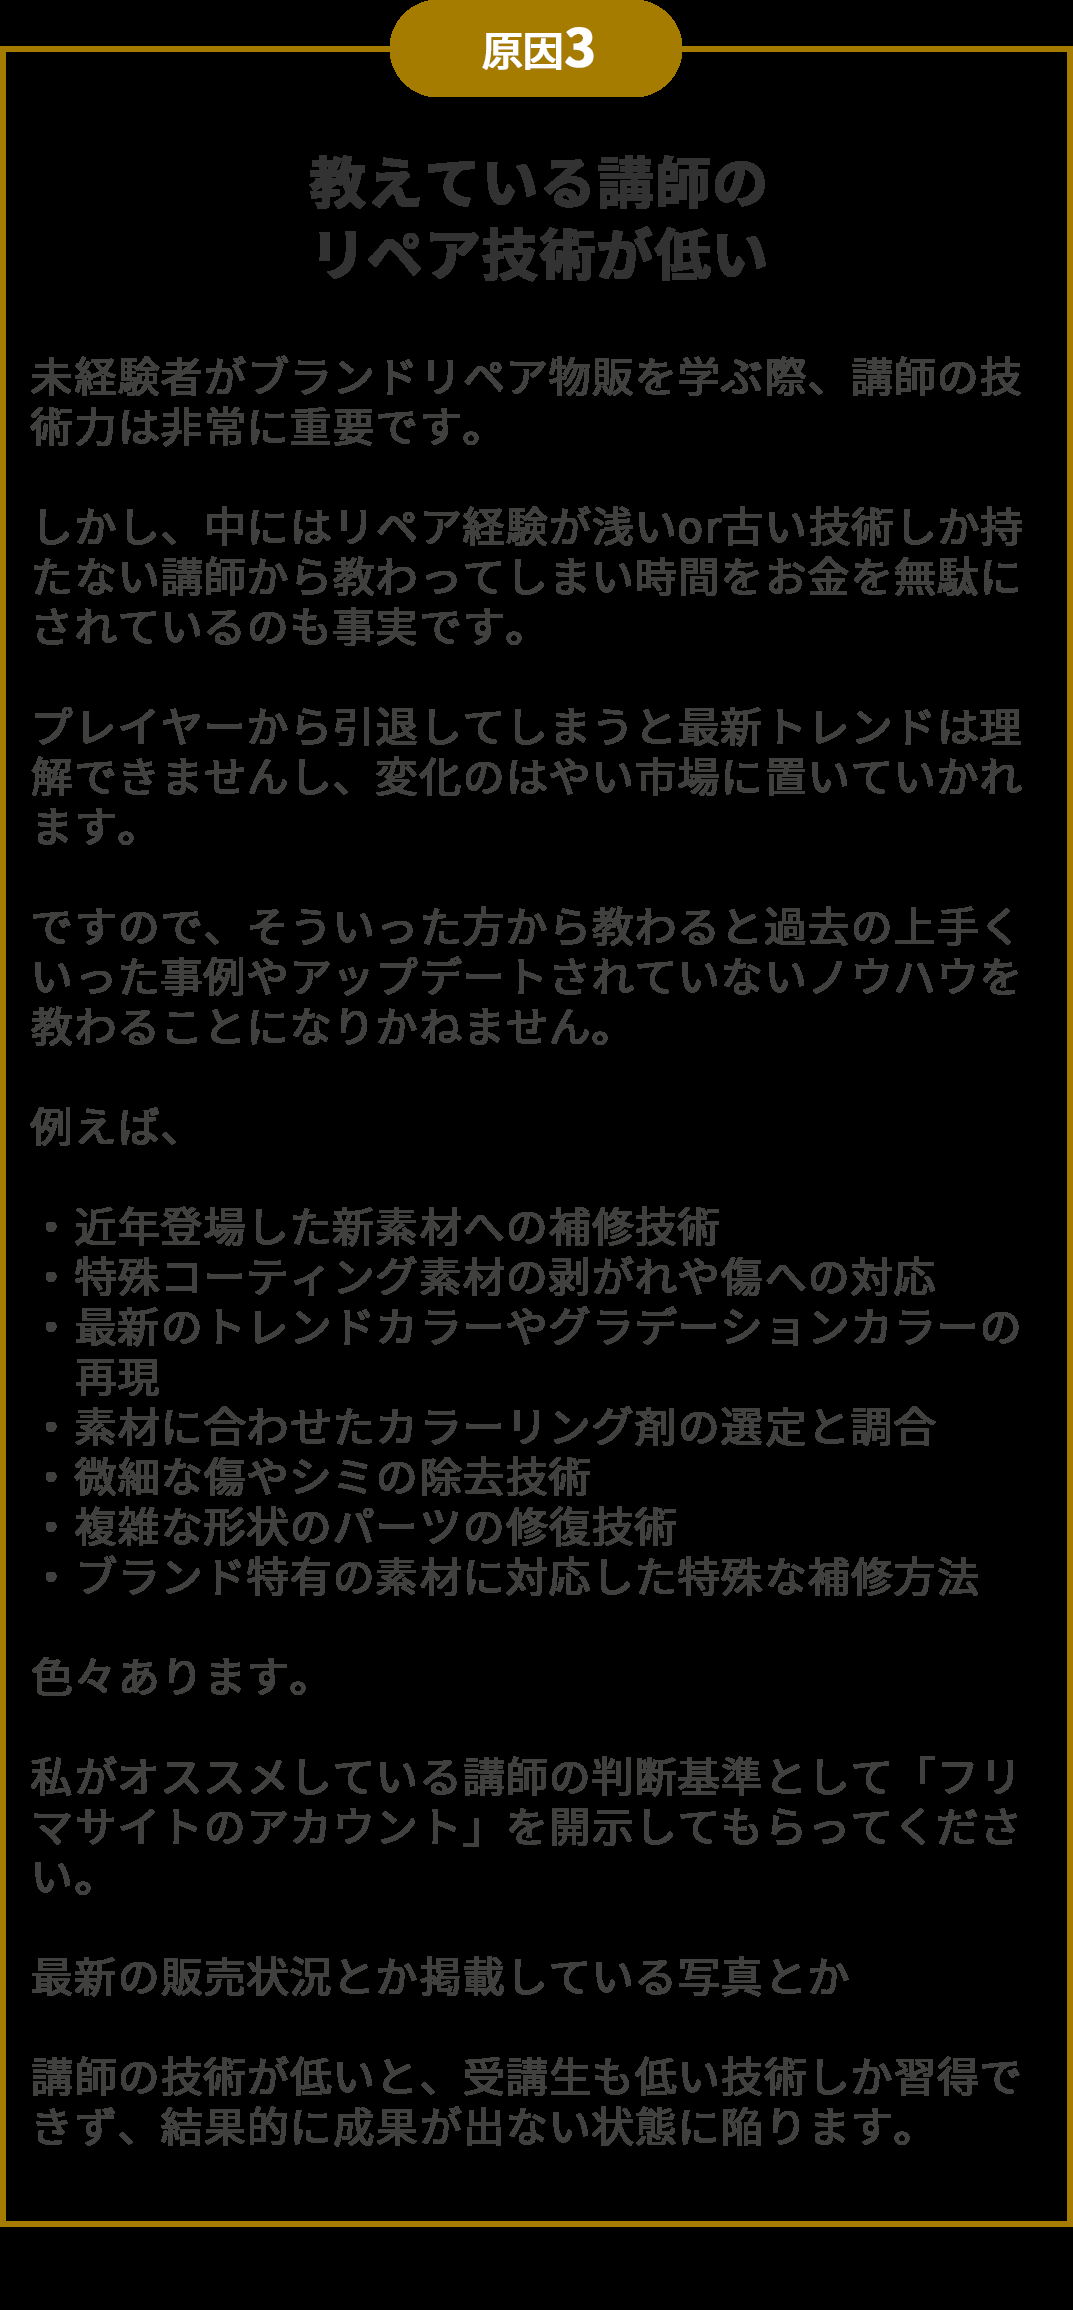 原因3
教えている講師の
リペア技術が低い
未経験者がブランドリペア物販を学ぶ際、講師の技
術力は非常に重要です。
しかし、中にはリペア経験が浅いor古い技術しか持
たない講師から教わってしまい時間をお金を無駄に
されているのも事実です。
プレイヤーから引退してしまうと最新トレンドは理
解できませんし、変化のはやい市場に置いていかれ
ます。
ですので、そういった方から教わると過去の上手く
いった事例やアップデートされていないノウハウを
教わることになりかねません。
例えば、
・近年登場した新素材への補修技術
・特殊コーティング素材の剥がれや傷への対応
・最新のトレンドカラーやグラデーションカラーの
再現
・素材に合わせたカラーリング剤の選定と調合
・微細な傷やシミの除去技術
・複雑な形状のパーツの修復技術
・ブランド特有の素材に対応した特殊な補修方法
色々あります。
私がオススメしている講師の判断基準として「フリ
マサイトのアカウント」を開示してもらってくださ
い。
最新の販売状況とか掲載している写真とか
講師の技術が低いと、受講生も低い技術しか習得で
きず、結果的に成果が出ない状態に陥ります。